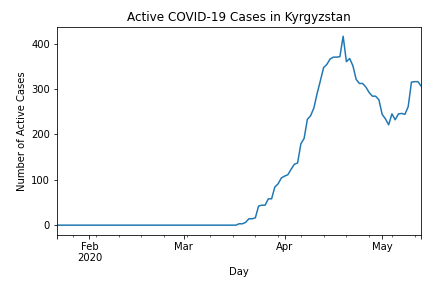 Active COVID-19 Cases in Kyrgyzstan
Number of Active Cases
400
300
200
100
0
Feb
2020
Mar
Apr
May
Day